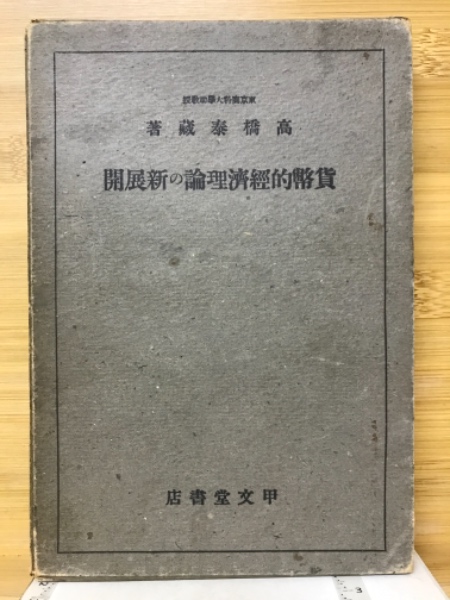 東京商科大學助教授
高橋泰藏著
貨幣的經濟理論の新展開
甲文堂書店